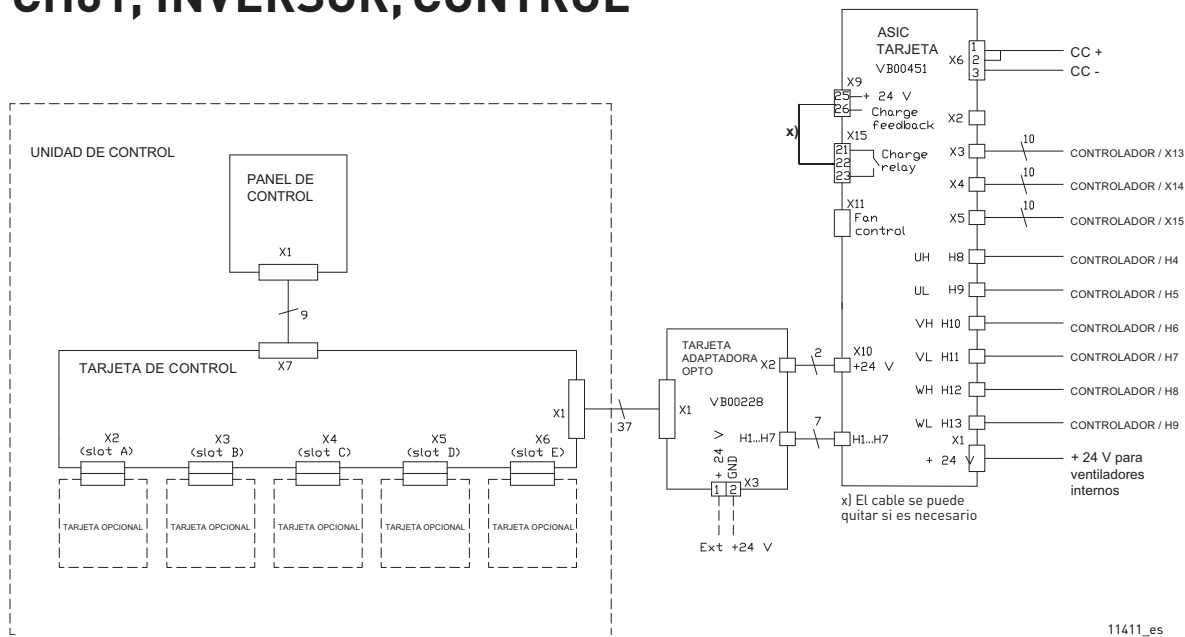 CH61, INVERSOR, CONTROL
UNIDAD DE CONTROL
PANEL DE
CONTROL
X1
9
X7
TARJETA DE CONTROL
X1
37
X2
(slot A)
X3
(slot B)
X4
(slot C)
X5
(slot D)
X6
(slot E)
TARJETA OPCIONAL
TARJETA OPCIONAL
TARJETA OPCIONAL
TARJETA OPCIONAL
TARJETA OPCIONAL
TARJETA
ADAPTADORA
OPTO
X2
2
X1
VB00228
H1...H7
7
+ 24 V
GND
1 2 X3
Ext +24 V
ASIC
TARJETA
VB00451
X6
1
2
3
CC +
CC -
X9
25 + 24 V
26 Charge
feedback
x)
X15
21
22
23
Charge
relay
X11
Fan
control
X10
+24 V
H1...H7
X2
X3 10 CONTROLADOR / X13
X4 10 CONTROLADOR / X14
X5 10 CONTROLADOR / X15
UH H8 CONTROLADOR / H4
UL H9 CONTROLADOR / H5
VH H10 CONTROLADOR / H6
VL H11 CONTROLADOR / H7
WH H12 CONTROLADOR / H8
WL H13 CONTROLADOR / H9
X1
+ 24 V
+ 24 V para
ventiladores
internos
x) El cable se puede
quitar si es necesario
11411_es